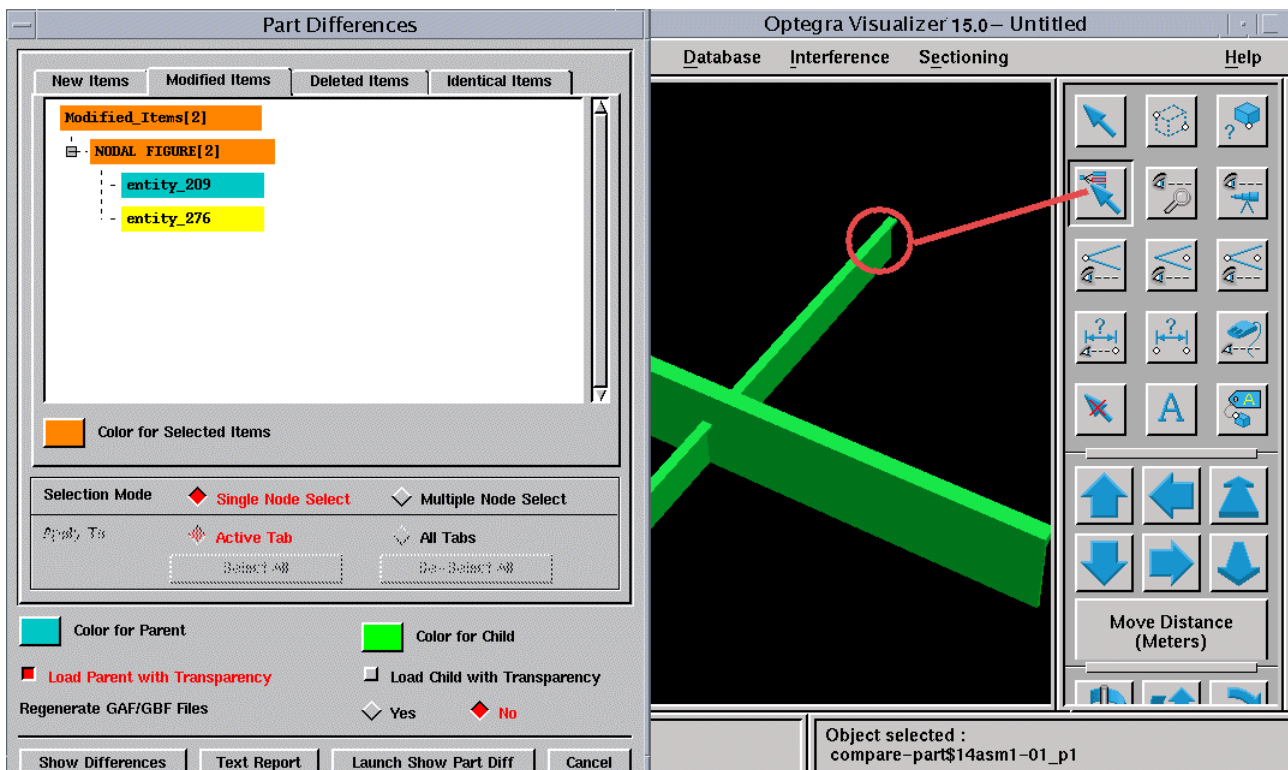 Part Differences
New Items Modified Items Deleted Items Identical Items
Modified_Items[2]
NODAL FIGURE[2]
entity_209
entity_276
Color for Selected Items
Selection Mode Single Node Select Multiple Node Select
Apply To Active Tab All Tabs
Select All De-Select All
Color for Parent Color for Child
Load Parent with Transparency Load Child with Transparency
Regenerate GAF/GBF Files Yes No
Show Differences Text Report Launch Show Part Diff Cancel
Optegra Visualizer 15.0 – Untitled
Database Interference Sectioning Help
?
? ?
A A
Move Distance
(Meters)
Object selected :
compare-part$14asm1-01_p1